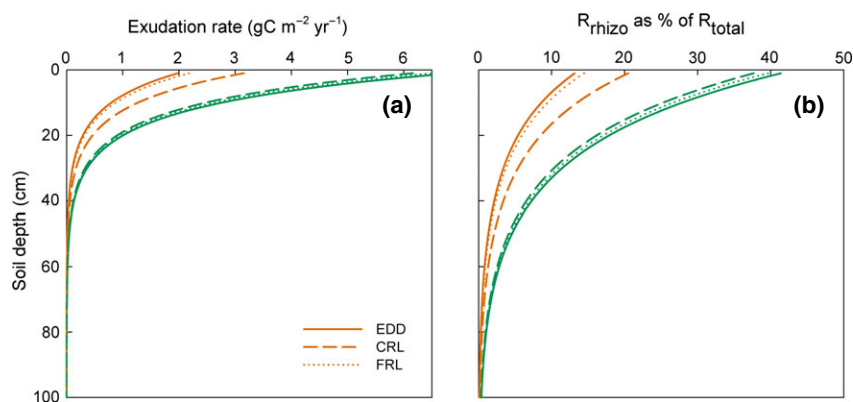 Exudation rate (gC m⁻² yr⁻¹)
0 1 2 3 4 5 6
R_rhizo as % of R_total
0 10 20 30 40 50
Soil depth (cm)
0
20
40
60
80
100
(a)
EDD
CRL
FRL
(b)